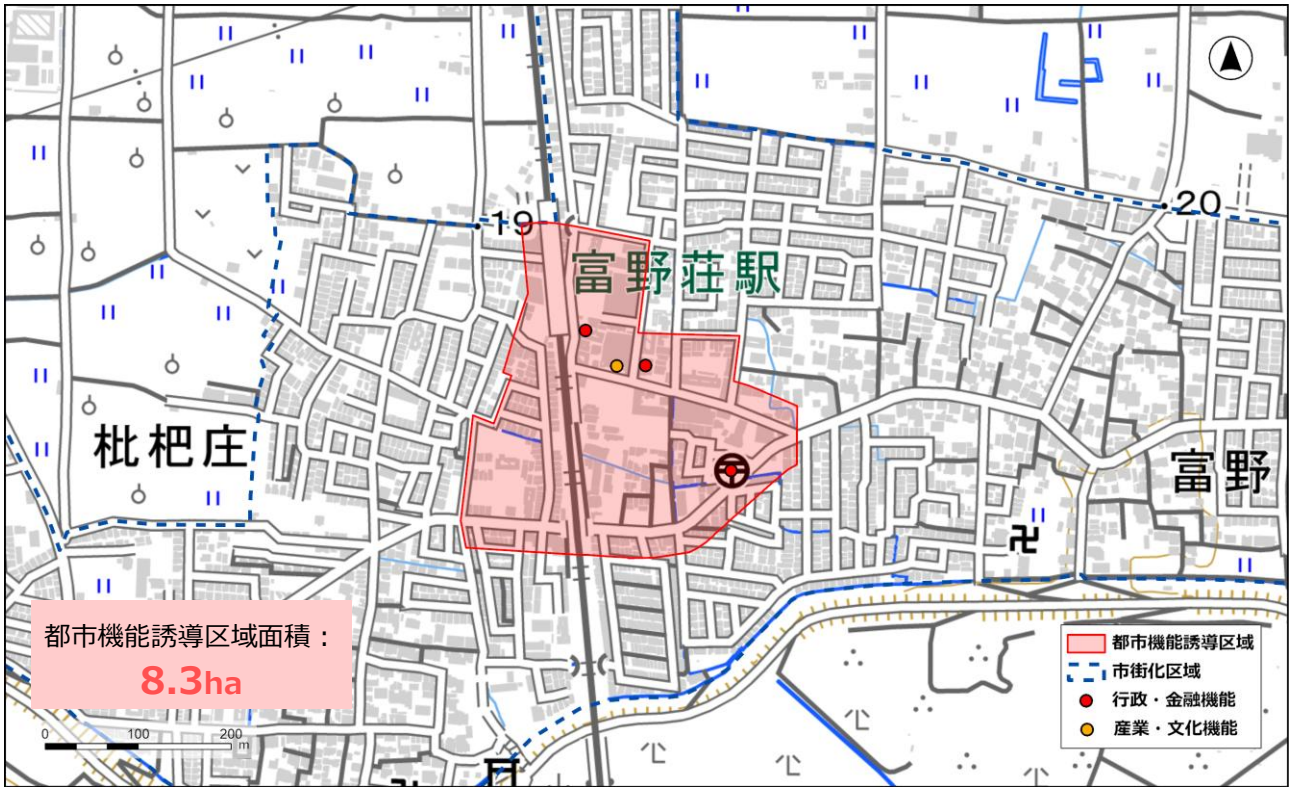 19
20
富野荘駅
枇杷庄
富野
都市機能誘導区域面積：
8.3ha
0 100 200
m
都市機能誘導区域
市街化区域
行政・金融機能
産業・文化機能